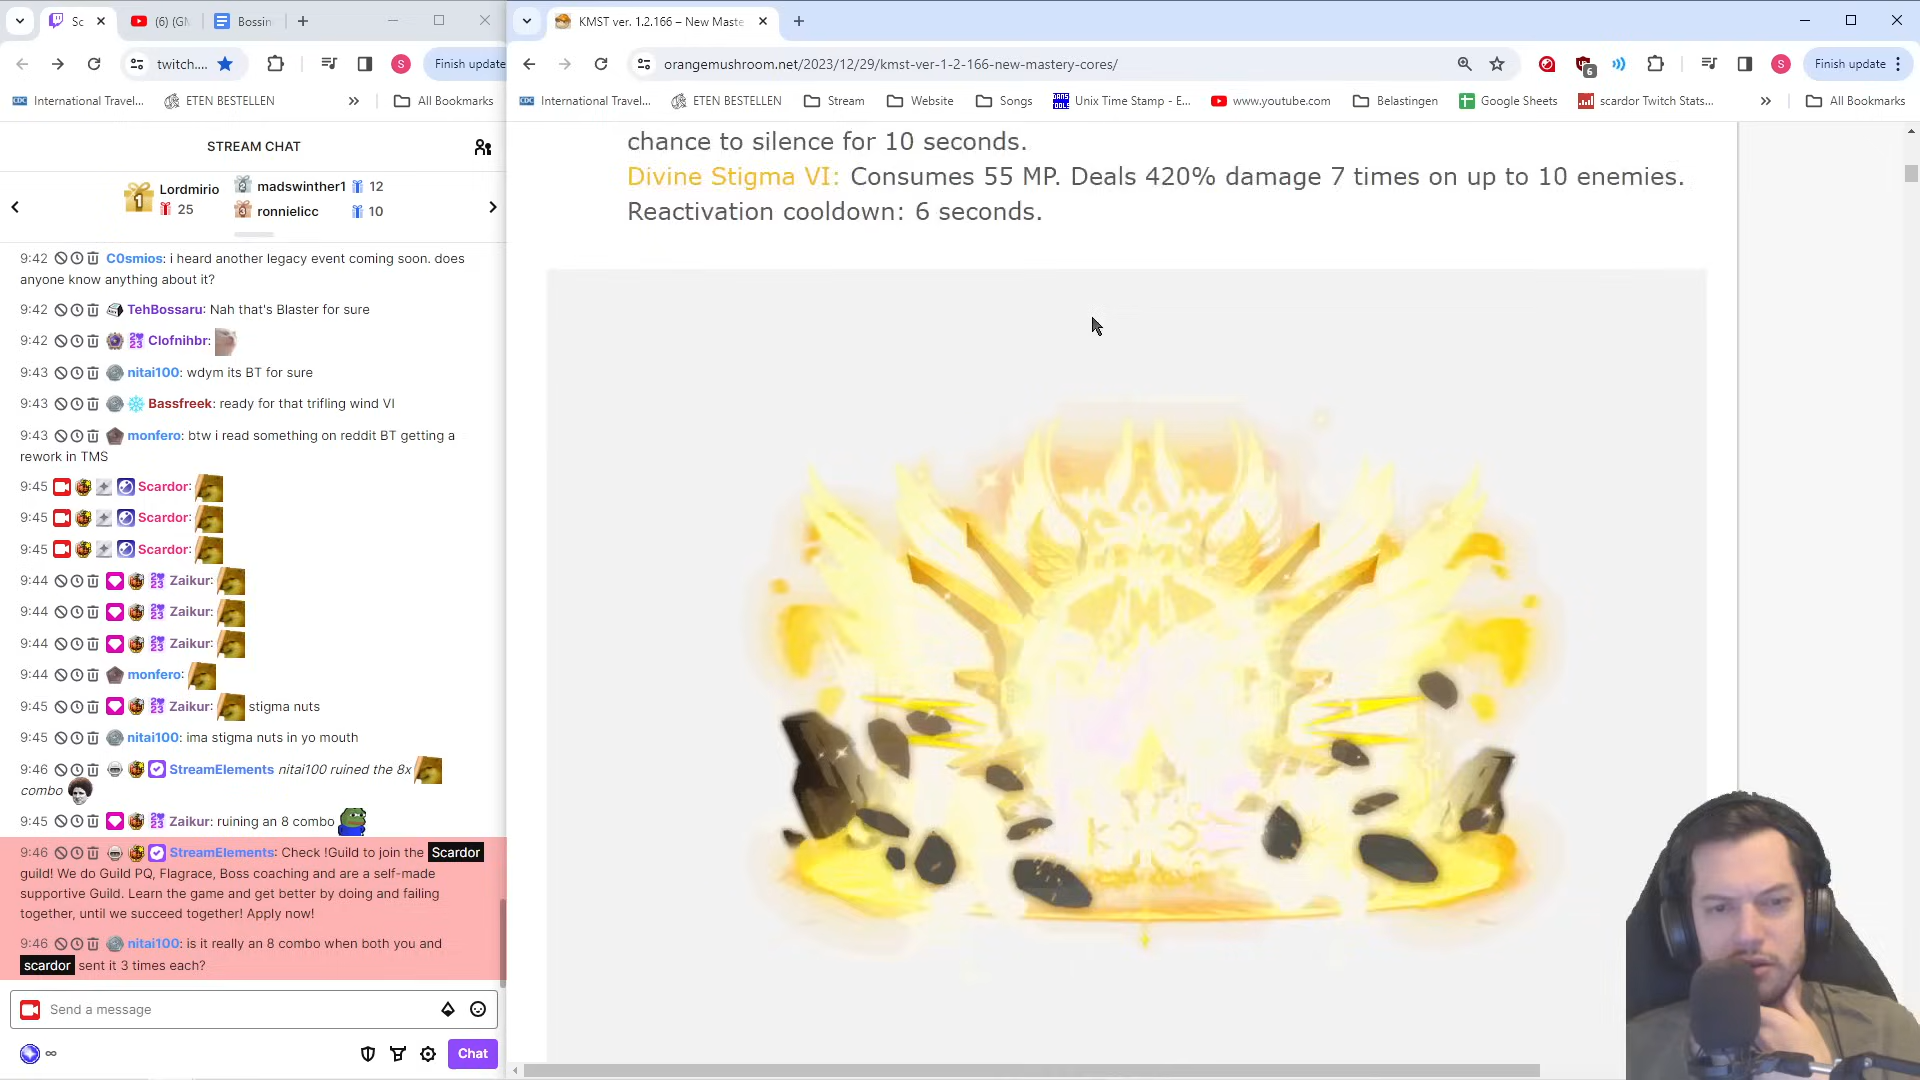 Sc
(6) (GM
Bossin
KMST ver. 1.2.166 – New Maste
twitch....
S
Finish update
orangemushroom.net/2023/12/29/kmst-ver-1-2-166-new-mastery-cores/
6
S
Finish update
International Travel...
ETEN BESTELLEN
All Bookmarks
International Travel...
ETEN BESTELLEN
Stream
Website
Songs
Unix Time Stamp - E...
www.youtube.com
Belastingen
Google Sheets
scardor Twitch Stats...
All Bookmarks
STREAM CHAT
1
Lordmirio
25
2 madswinther1 12
3 ronnielicc 10
9:42 C0smios: i heard another legacy event coming soon. does
anyone know anything about it?
9:42 TehBossaru: Nah that's Blaster for sure
9:42 Clofnihbr:
9:43 nitai100: wdym its BT for sure
9:43 Bassfreek: ready for that trifling wind VI
9:43 monfero: btw i read something on reddit BT getting a
rework in TMS
9:45 Scardor:
9:45 Scardor:
9:45 Scardor:
9:44 Zaikur:
9:44 Zaikur:
9:44 Zaikur:
9:44 monfero:
9:45 Zaikur: stigma nuts
9:45 nitai100: ima stigma nuts in yo mouth
9:46 StreamElements nitai100 ruined the 8x
combo
9:45 Zaikur: ruining an 8 combo
9:46 StreamElements: Check !Guild to join the Scardor
guild! We do Guild PQ, Flagrace, Boss coaching and are a self-made
supportive Guild. Learn the game and get better by doing and failing
together, until we succeed together! Apply now!
9:46 nitai100: is it really an 8 combo when both you and
scardor sent it 3 times each?
Send a message
∞
Chat
chance to silence for 10 seconds.
Divine Stigma VI: Consumes 55 MP. Deals 420% damage 7 times on up to 10 enemies.
Reactivation cooldown: 6 seconds.